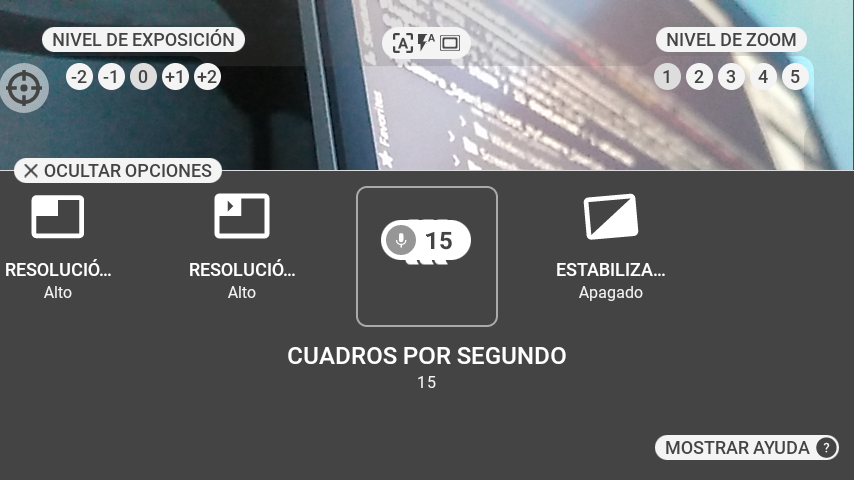 NIVEL DE EXPOSICIÓN
A
A
NIVEL DE ZOOM
-2 -1 0 +1 +2
1 2 3 4 5
Favorites
OCULTAR OPCIONES
RESOLUCIÓ...
Alto
RESOLUCIÓ...
Alto
15
ESTABILIZA...
Apagado
CUADROS POR SEGUNDO
15
MOSTRAR AYUDA ?